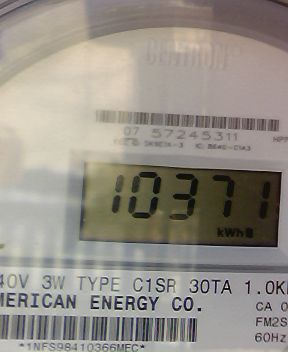 CENTRON
07 57245311
10371
kWh
40V 3W TYPE C1SR 30TA 1.0K
MERICAN ENERGY CO.
CA 0
FM2S
60Hz
*1NFS98410366MEC*